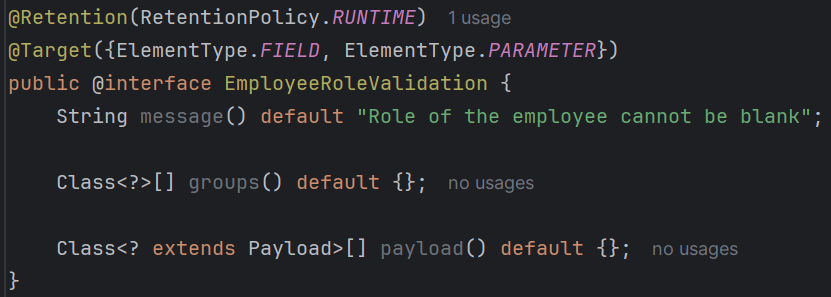 @Retention(RetentionPolicy.RUNTIME) 1 usage
@Target({ElementType.FIELD, ElementType.PARAMETER})
public @interface EmployeeRoleValidation {
    String message() default "Role of the employee cannot be blank";
    Class<?>[] groups() default {}; no usages
    Class<? extends Payload>[] payload() default {}; no usages
}